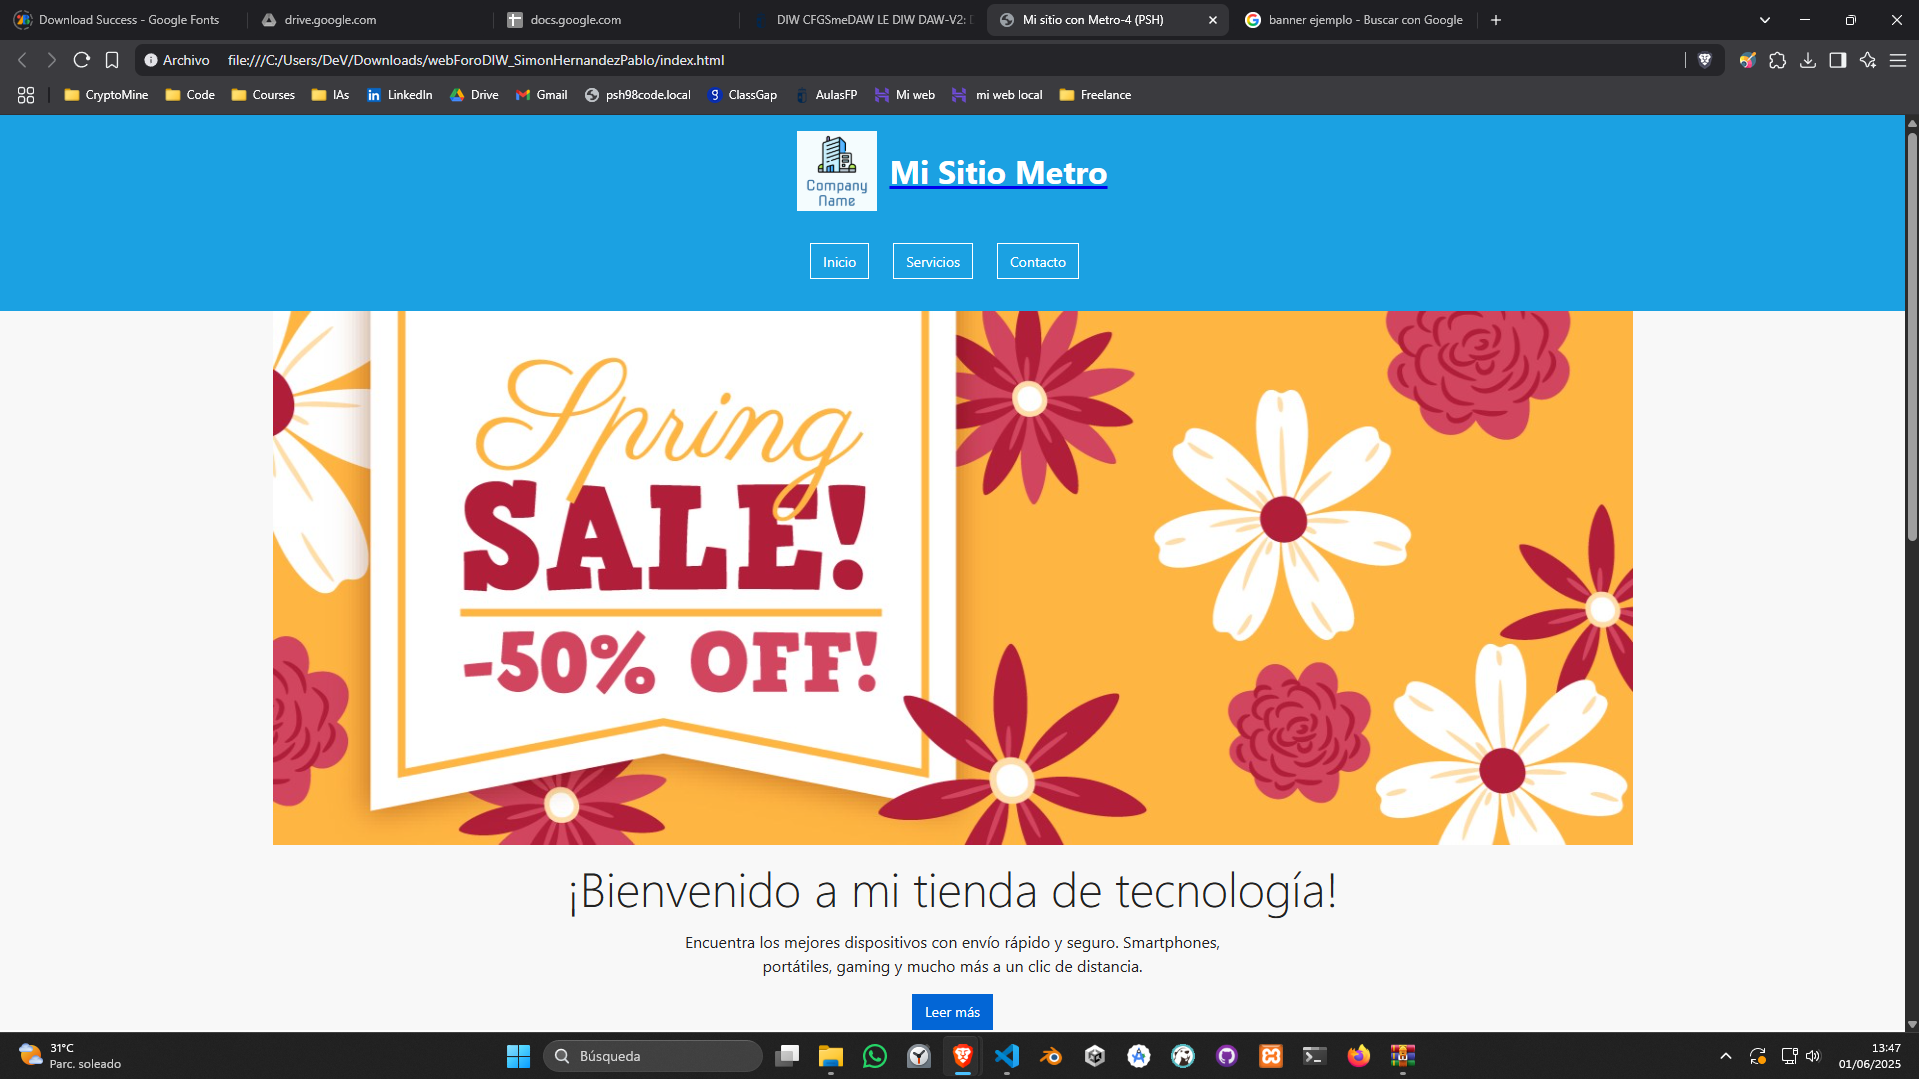 Download Success - Google Fonts
drive.google.com
docs.google.com
DIW CFGSmeDAW LE DIW DAW-V2:
Mi sitio con Metro-4 (PSH)
banner ejemplo - Buscar con Google
Archivo
file:///C:/Users/DeV/Downloads/webForoDIW_SimonHernandezPablo/index.html
CryptoMine
Code
Courses
IAs
LinkedIn
Drive
Gmail
psh98code.local
ClassGap
AulasFP
Mi web
mi web local
Freelance
Company
Name
Mi Sitio Metro
Inicio
Servicios
Contacto
Spring
SALE!
-50% OFF!
¡Bienvenido a mi tienda de tecnología!
Encuentra los mejores dispositivos con envío rápido y seguro. Smartphones,
portátiles, gaming y mucho más a un clic de distancia.
Leer más
31°C
Parc. soleado
Búsqueda
13:47
01/06/2025